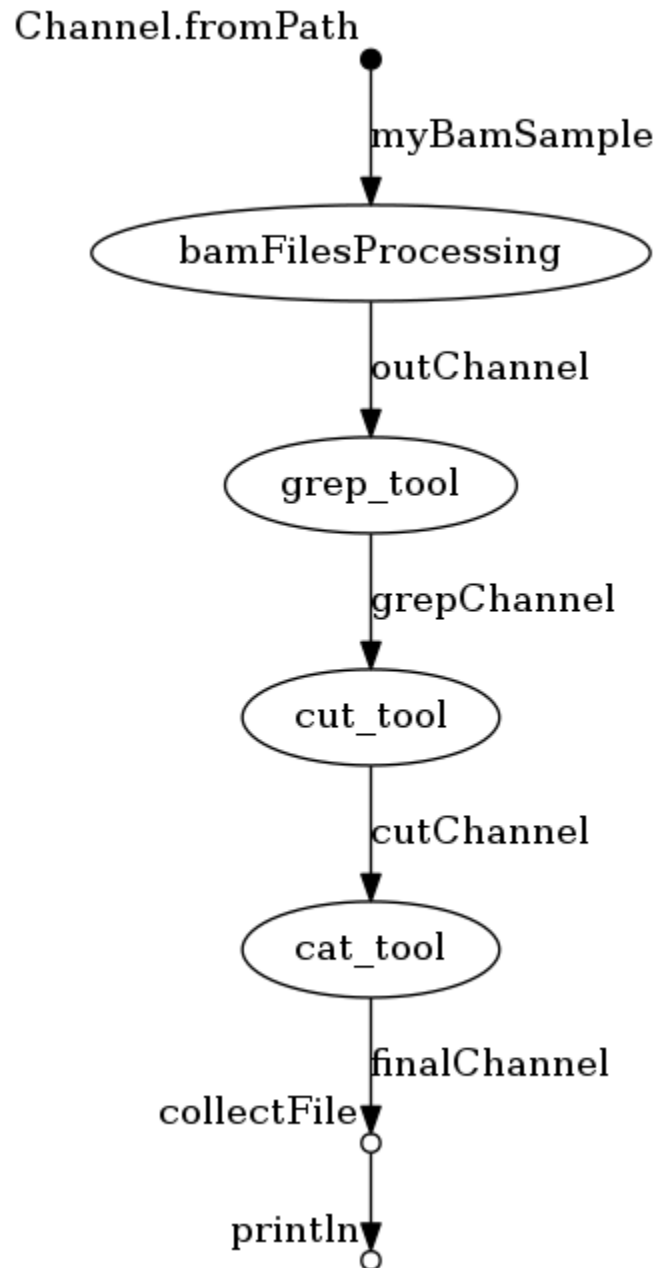 Channel.fromPath
myBamSample
bamFilesProcessing
outChannel
grep_tool
grepChannel
cut_tool
cutChannel
cat_tool
finalChannel
collectFile
println